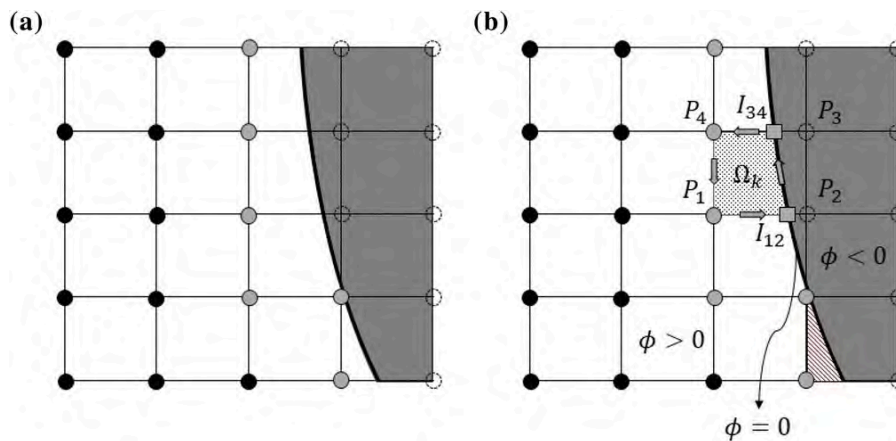 (a)
(b)
P₄ I₃₄ P₃
Ωₖ
P₁ I₁₂ P₂
ϕ < 0
ϕ > 0
ϕ = 0